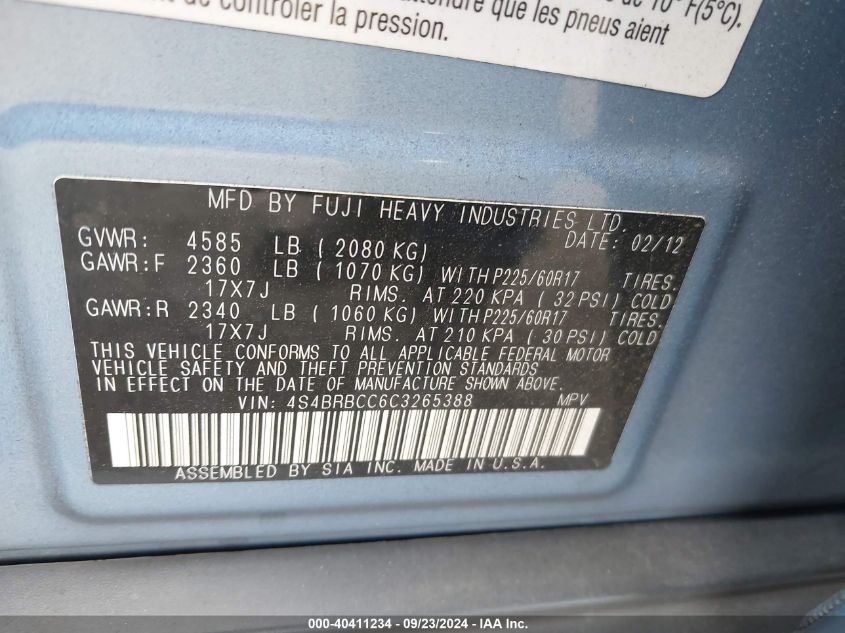 de 10° F(5°C).
attendre que les pneus aient
de contrôler la pression.
MFD BY FUJI HEAVY INDUSTRIES LTD.
DATE: 02/12
GVWR: 4585 LB ( 2080 KG)
GAWR:F 2360 LB ( 1070 KG) WITH P225/60R17 TIRES.
17X7J RIMS. AT 220 KPA ( 32 PSI) COLD
GAWR:R 2340 LB ( 1060 KG) WITH P225/60R17 TIRES.
17X7J RIMS. AT 210 KPA ( 30 PSI) COLD
THIS VEHICLE CONFORMS TO ALL APPLICABLE FEDERAL MOTOR
VEHICLE SAFETY AND THEFT PREVENTION STANDARDS
IN EFFECT ON THE DATE OF MANUFACTURE SHOWN ABOVE.
VIN: 4S4BRBCC6C3265388 MPV
ASSEMBLED BY SIA INC. MADE IN U.S.A.
000-40411234 - 09/23/2024 - IAA Inc.